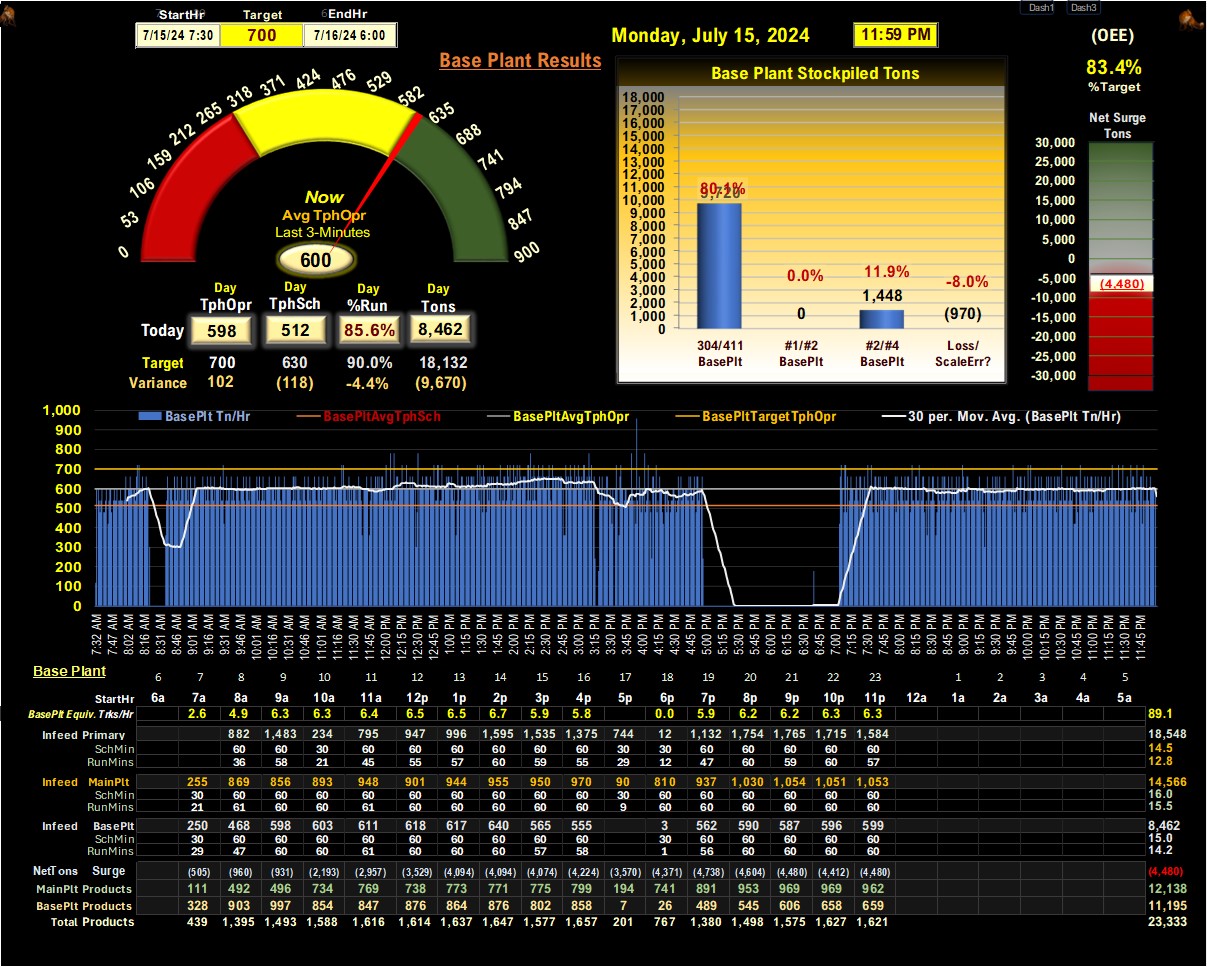 StartHr Target EndHr
7/15/24 7:30 700 7/16/24 6:00
Dash1 Dash3
Monday, July 15, 2024 11:59 PM
Base Plant Results
(OEE)
83.4%
%Target
0 53 106 159 212 265 318 371 424 476 529 582 635 688 741 794 847 900
Now
Avg TphOpr
Last 3-Minutes
600
Day Day Day Day
TphOpr TphSch %Run Tons
Today 598 512 85.6% 8,462
Target 700 630 90.0% 18,132
Variance 102 (118) -4.4% (9,670)
Base Plant Stockpiled Tons
18,000
17,000
16,000
15,000
14,000
13,000
12,000
11,000
10,000
9,000
8,000
7,000
6,000
5,000
4,000
3,000
2,000
1,000
0
80.1% 0.0% 11.9% -8.0%
9,720 0 1,448 (970)
304/411 #1/#2 #2/#4 Loss/
BasePlt BasePlt BasePlt ScaleErr?
Net Surge
Tons
30,000
25,000
20,000
15,000
10,000
5,000
0
-5,000
-10,000
-15,000
-20,000
-25,000
-30,000
(4,480)
BasePlt Tn/Hr BasePltAvgTphSch BasePltAvgTphOpr BasePltTargetTphOpr 30 per. Mov. Avg. (BasePlt Tn/Hr)
1,000
900
800
700
600
500
400
300
200
100
0
7:32 AM 7:47 AM 8:02 AM 8:16 AM 8:31 AM 8:46 AM 9:01 AM 9:16 AM 9:31 AM 9:46 AM 10:01 AM 10:16 AM 10:31 AM 10:46 AM 11:01 AM 11:16 AM 11:31 AM 11:45 AM 12:00 PM 12:15 PM 12:30 PM 12:45 PM 1:00 PM 1:15 PM 1:30 PM 1:45 PM 2:00 PM 2:15 PM 2:30 PM 2:45 PM 3:00 PM 3:15 PM 3:45 PM 4:00 PM 4:15 PM 4:30 PM 4:45 PM 5:00 PM 5:15 PM 5:30 PM 5:45 PM 6:00 PM 6:15 PM 6:30 PM 6:45 PM 7:00 PM 7:15 PM 7:30 PM 7:45 PM 8:00 PM 8:15 PM 8:30 PM 8:45 PM 9:00 PM 9:15 PM 9:30 PM 9:45 PM 10:00 PM 10:15 PM 10:30 PM 10:45 PM 11:00 PM 11:15 PM 11:30 PM 11:45 PM
Base Plant 6 7 8 9 10 11 12 13 14 15 16 17 18 19 20 21 22 23 1 2 3 4 5
StartHr 6a 7a 8a 9a 10a 11a 12p 1p 2p 3p 4p 5p 6p 7p 8p 9p 10p 11p 12a 1a 2a 3a 4a 5a
BasePlt Equiv. Trks/Hr 2.6 4.9 6.3 6.3 6.4 6.5 6.5 6.7 5.9 5.8 0.0 5.9 6.2 6.2 6.3 6.3 89.1
Infeed Primary 882 1,483 234 795 947 996 1,595 1,535 1,375 744 12 1,132 1,754 1,765 1,715 1,584 18,548
SchMin 60 60 30 60 60 60 60 60 60 30 30 60 60 60 60 60 14.5
RunMins 36 58 21 45 55 57 60 59 55 29 12 47 60 59 60 57 12.8
Infeed MainPlt 255 869 856 893 948 901 944 955 950 970 90 810 937 1,030 1,054 1,051 1,053 14,566
SchMin 30 60 60 60 60 60 60 60 60 60 30 60 60 60 60 60 60 16.0
RunMins 21 61 60 60 61 60 60 60 60 60 9 60 60 60 60 60 60 15.5
Infeed BasePlt 250 468 598 603 611 618 617 640 565 555 3 562 590 587 596 599 8,462
SchMin 30 60 60 60 60 60 60 60 60 60 30 60 60 60 60 60 15.0
RunMins 29 47 60 60 61 60 60 60 57 58 1 56 60 60 60 60 14.2
NetTons Surge (505) (960) (931) (2,193) (2,957) (3,529) (4,094) (4,094) (4,074) (4,224) (3,570) (4,371) (4,738) (4,604) (4,480) (4,412) (4,480) (4,480)
MainPlt Products 111 492 496 734 769 738 773 771 775 799 194 741 891 953 969 969 962 12,138
BasePlt Products 328 903 997 854 847 876 864 876 802 858 7 26 489 545 606 658 659 11,195
Total Products 439 1,395 1,493 1,588 1,616 1,614 1,637 1,647 1,577 1,657 201 767 1,380 1,498 1,575 1,627 1,621 23,333